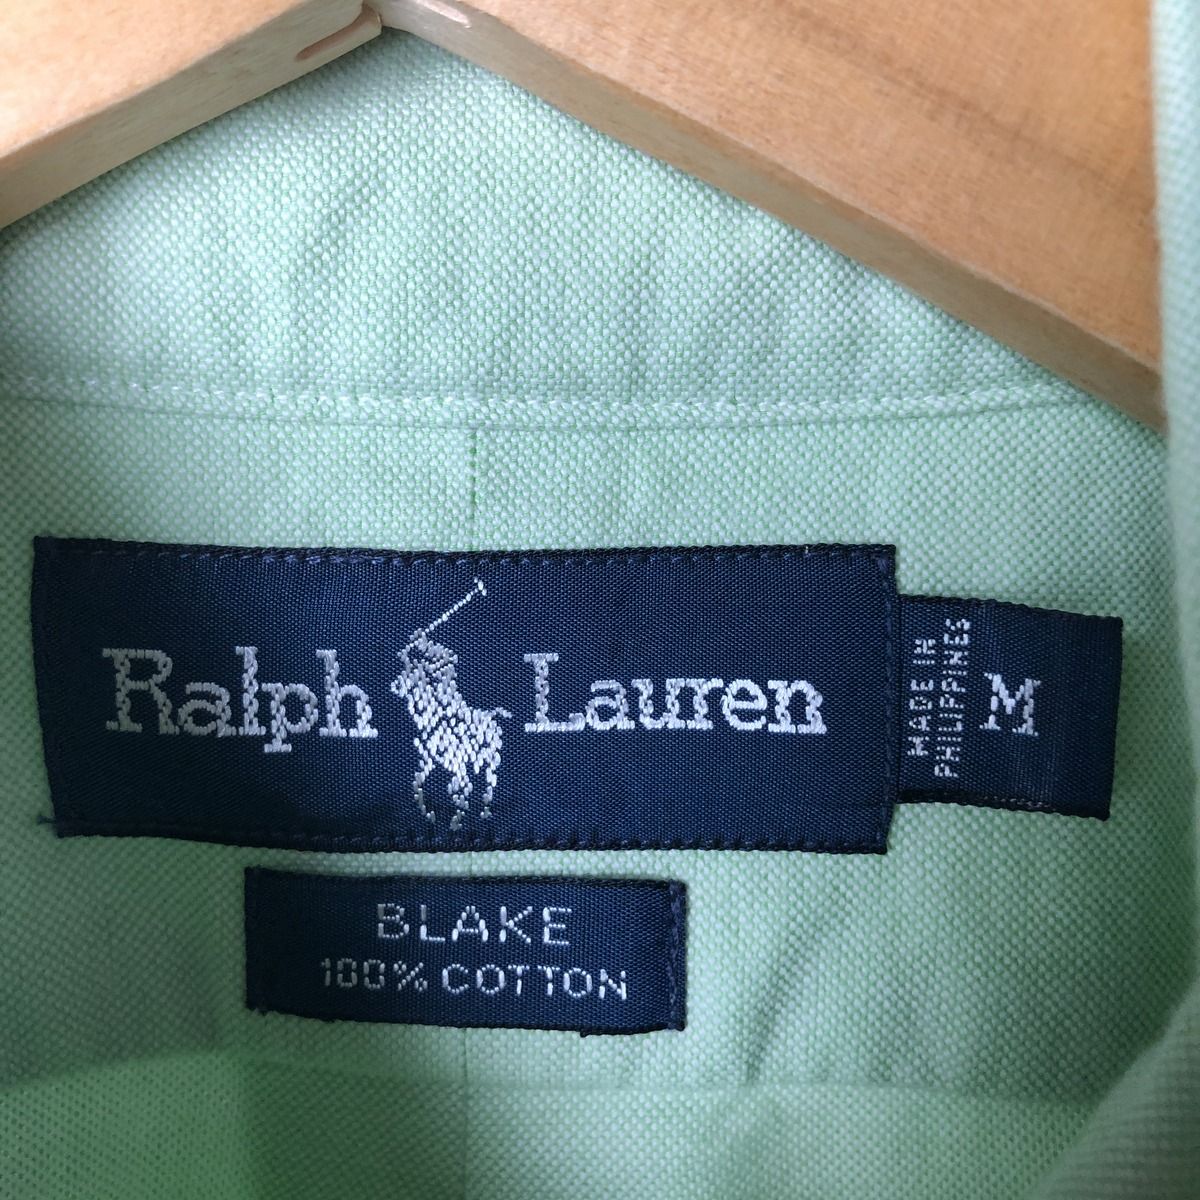 Ralph Lauren
MADE IN
PHILIPPINES
M
BLAKE
100% COTTON